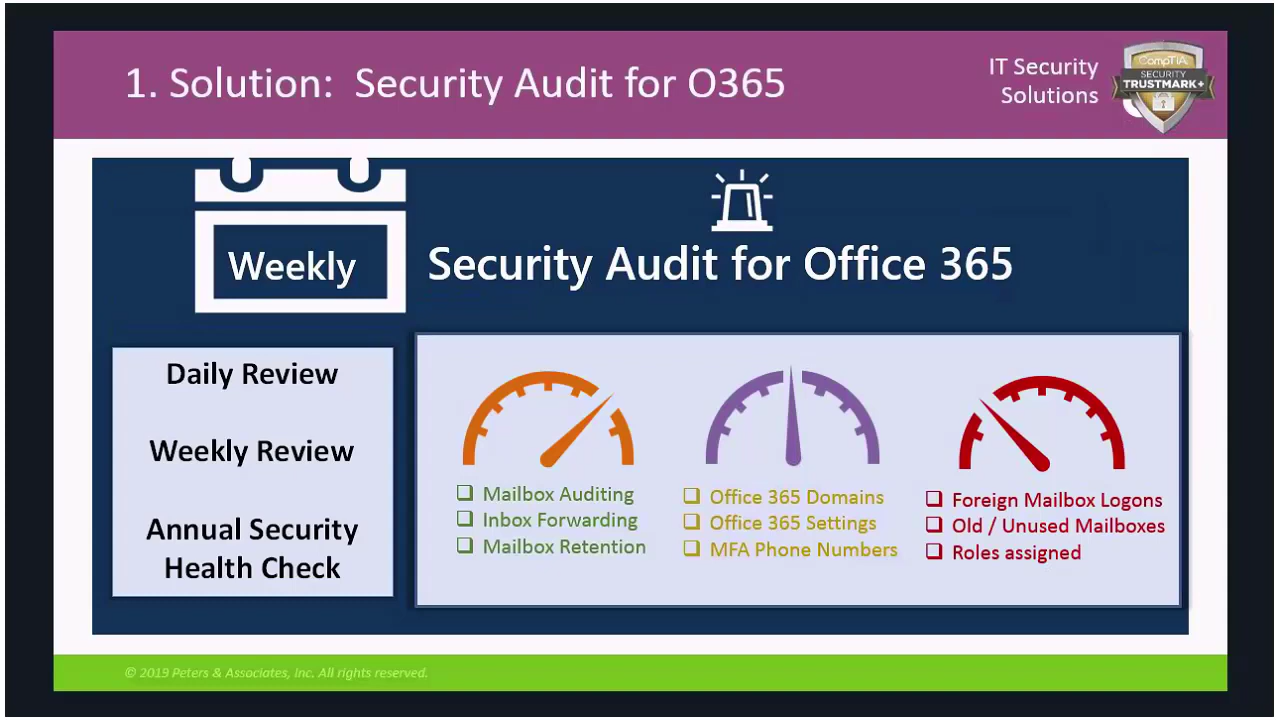 1. Solution:  Security Audit for O365
IT Security
Solutions
CompTIA.
SECURITY
TRUSTMARK+
Weekly
Security Audit for Office 365
Daily Review
Weekly Review
Annual Security
Health Check
❑ Mailbox Auditing
❑ Inbox Forwarding
❑ Mailbox Retention
❑ Office 365 Domains
❑ Office 365 Settings
❑ MFA Phone Numbers
❑ Foreign Mailbox Logons
❑ Old / Unused Mailboxes
❑ Roles assigned
© 2019 Peters & Associates, Inc. All rights reserved.